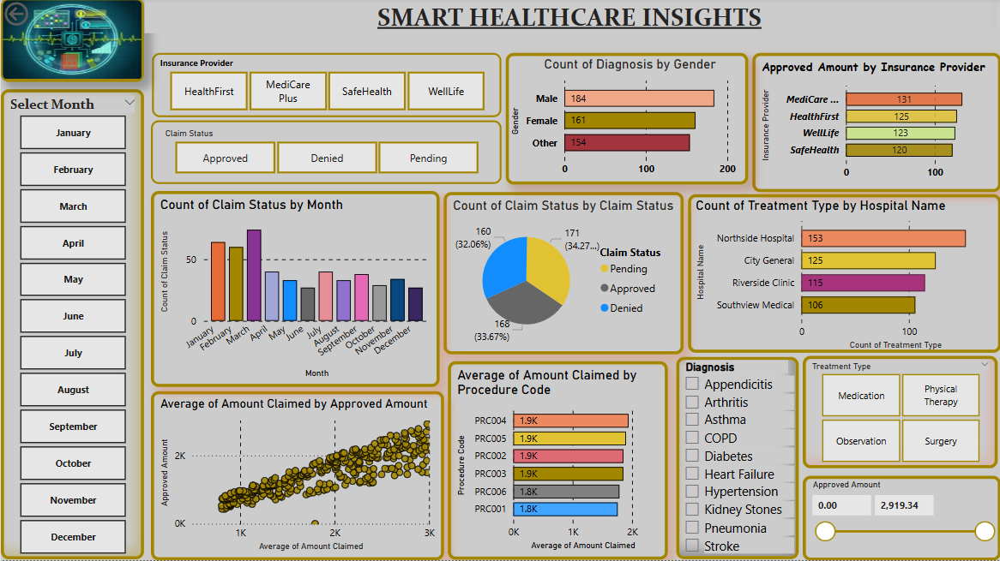 SMART HEALTHCARE INSIGHTS
Select Month
January
February
March
April
May
June
July
August
September
October
November
December
Insurance Provider
HealthFirst
MediCare
Plus
SafeHealth
WellLife
Claim Status
Approved
Denied
Pending
Count of Diagnosis by Gender
Gender
Male
184
Female
161
Other
154
0
100
200
Approved Amount by Insurance Provider
Insurance Provider
MediCare ...
131
HealthFirst
125
WellLife
123
SafeHealth
120
0
100
Count of Claim Status by Month
Count of Claim Status
50
0
January
February
March
April
May
June
July
August
September
October
November
December
Month
Count of Claim Status by Claim Status
160
(32.06%)
171
(34.27...)
168
(33.67%)
Claim Status
Pending
Approved
Denied
Count of Treatment Type by Hospital Name
Hospital Name
Northside Hospital
153
City General
125
Riverside Clinic
115
Southview Medical
106
0
100
Count of Treatment Type
Average of Amount Claimed by Approved Amount
Approved Amount
2K
0K
1K
2K
3K
Average of Amount Claimed
Average of Amount Claimed by
Procedure Code
Procedure Code
PRC004
1.9K
PRC005
1.9K
PRC002
1.9K
PRC003
1.9K
PRC006
1.8K
PRC001
1.8K
0K
1K
2K
Average of Amount Claimed
Diagnosis
Appendicitis
Arthritis
Asthma
COPD
Diabetes
Heart Failure
Hypertension
Kidney Stones
Pneumonia
Stroke
Treatment Type
Medication
Physical
Therapy
Observation
Surgery
Approved Amount
0.00
2,919.34